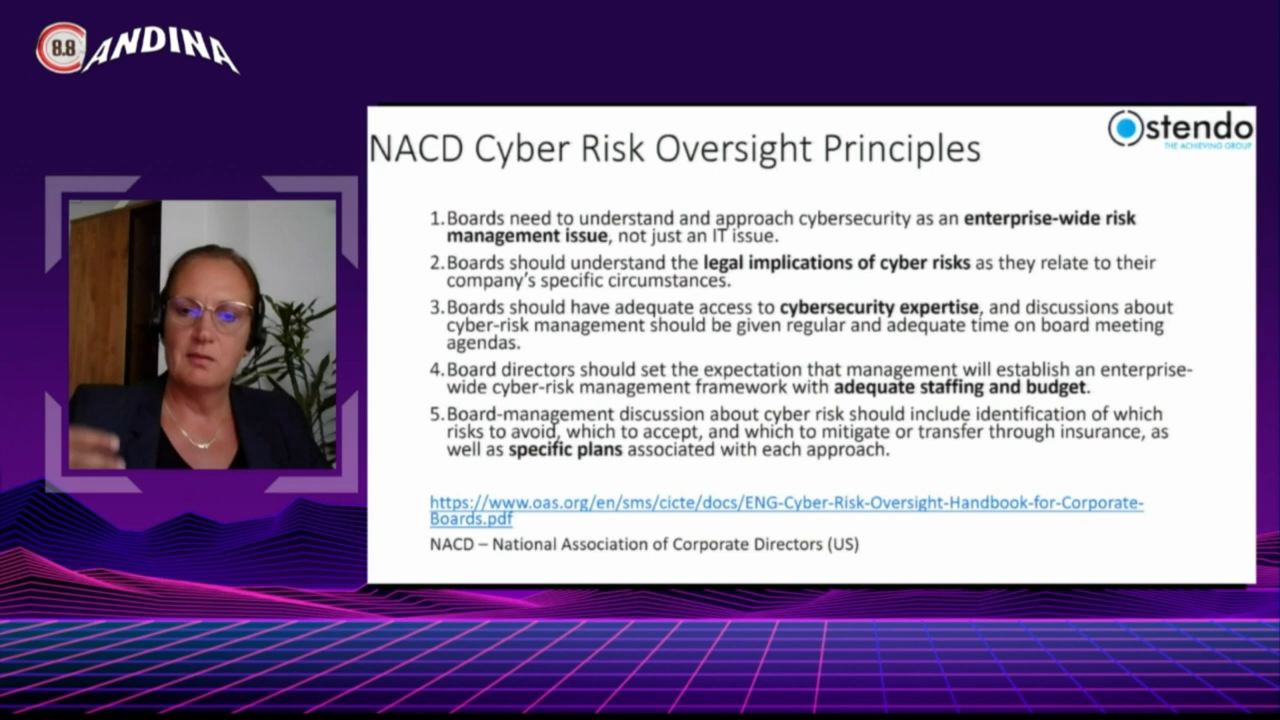 8.8 ANDINA
NACD Cyber Risk Oversight Principles
Ostendo
THE ACHIEVING GROUP
1. Boards need to understand and approach cybersecurity as an enterprise-wide risk
management issue, not just an IT issue.
2. Boards should understand the legal implications of cyber risks as they relate to their
company's specific circumstances.
3. Boards should have adequate access to cybersecurity expertise, and discussions about
cyber-risk management should be given regular and adequate time on board meeting
agendas.
4. Board directors should set the expectation that management will establish an enterprise-
wide cyber-risk management framework with adequate staffing and budget.
5. Board-management discussion about cyber risk should include identification of which
risks to avoid, which to accept, and which to mitigate or transfer through insurance, as
well as specific plans associated with each approach.
https://www.oas.org/en/sms/cicte/docs/ENG-Cyber-Risk-Oversight-Handbook-for-Corporate-
Boards.pdf
NACD – National Association of Corporate Directors (US)